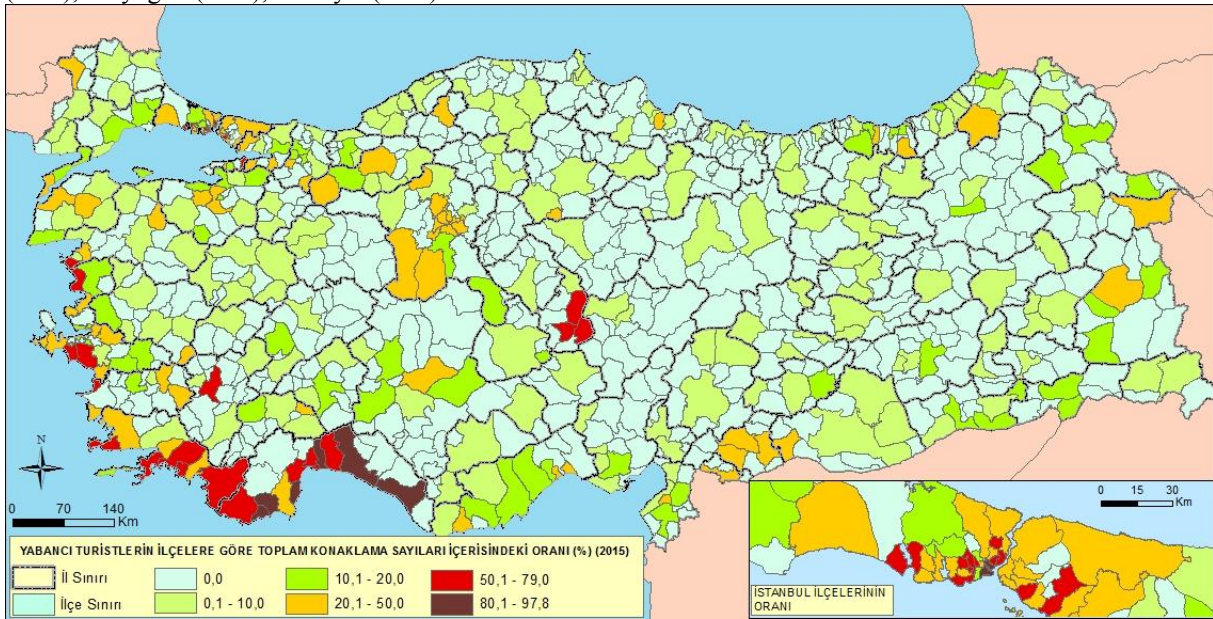 N
0 70 140
Km
YABANCI TURİSTLERİN İLÇELERE GÖRE TOPLAM KONAKLAMA SAYILARI İÇERİSİNDEKİ ORANI (%) (2015)
İl Sınırı 0,0 10,1 - 20,0 50,1 - 79,0
İlçe Sınırı 0,1 - 10,0 20,1 - 50,0 80,1 - 97,8
0 15 30
Km
İSTANBUL İLÇELERİNİN
ORANI